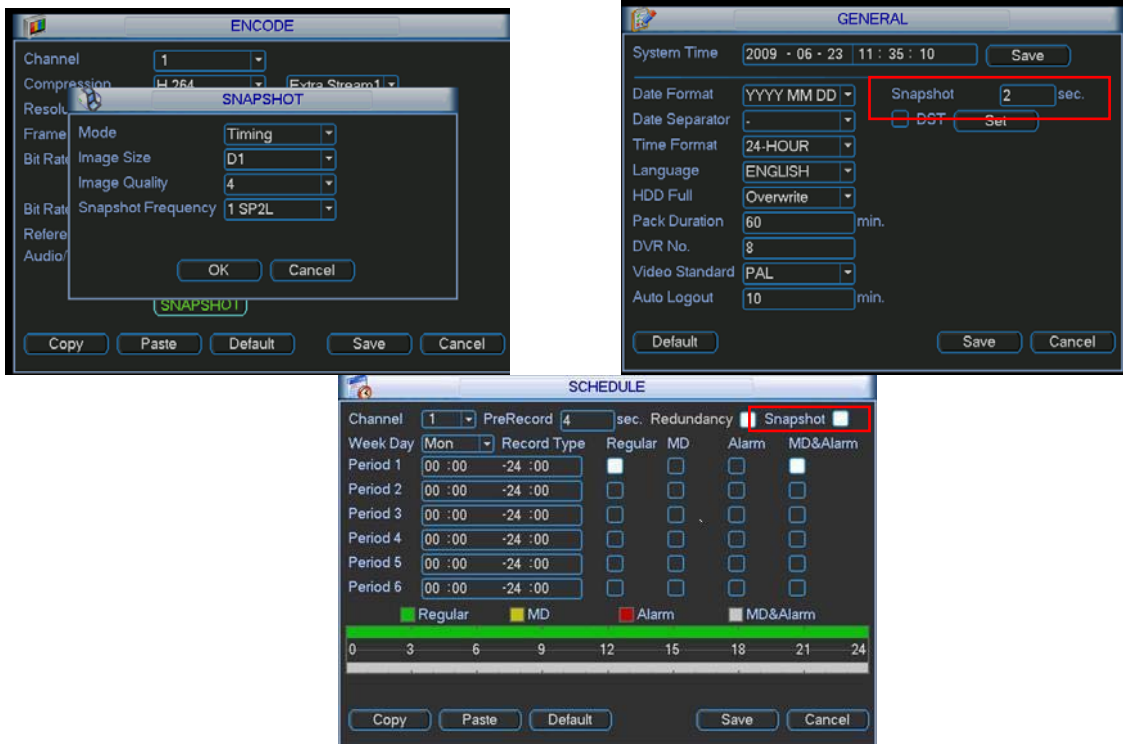 ENCODE
Channel 1
Compression H.264 Extra Stream1
Resolu
SNAPSHOT
Frame
Mode Timing
Bit Rate
Image Size D1
Image Quality 4
Bit Rate
Snapshot Frequency 1 SP2L
Refere
Audio/
OK Cancel
SNAPSHOT
Copy Paste Default Save Cancel
GENERAL
System Time 2009 - 06 - 23 11 : 35 : 10 Save
Date Format YYYY MM DD Snapshot 2 sec.
Date Separator - DST Set
Time Format 24-HOUR
Language ENGLISH
HDD Full Overwrite
Pack Duration 60 min.
DVR No. 8
Video Standard PAL
Auto Logout 10 min.
Default Save Cancel
SCHEDULE
Channel 1 PreRecord 4 sec. Redundancy Snapshot
Week Day Mon Record Type Regular MD Alarm MD&Alarm
Period 1 00 :00 -24 :00
Period 2 00 :00 -24 :00
Period 3 00 :00 -24 :00
Period 4 00 :00 -24 :00
Period 5 00 :00 -24 :00
Period 6 00 :00 -24 :00
Regular MD Alarm MD&Alarm
0 3 6 9 12 15 18 21 24
Copy Paste Default Save Cancel